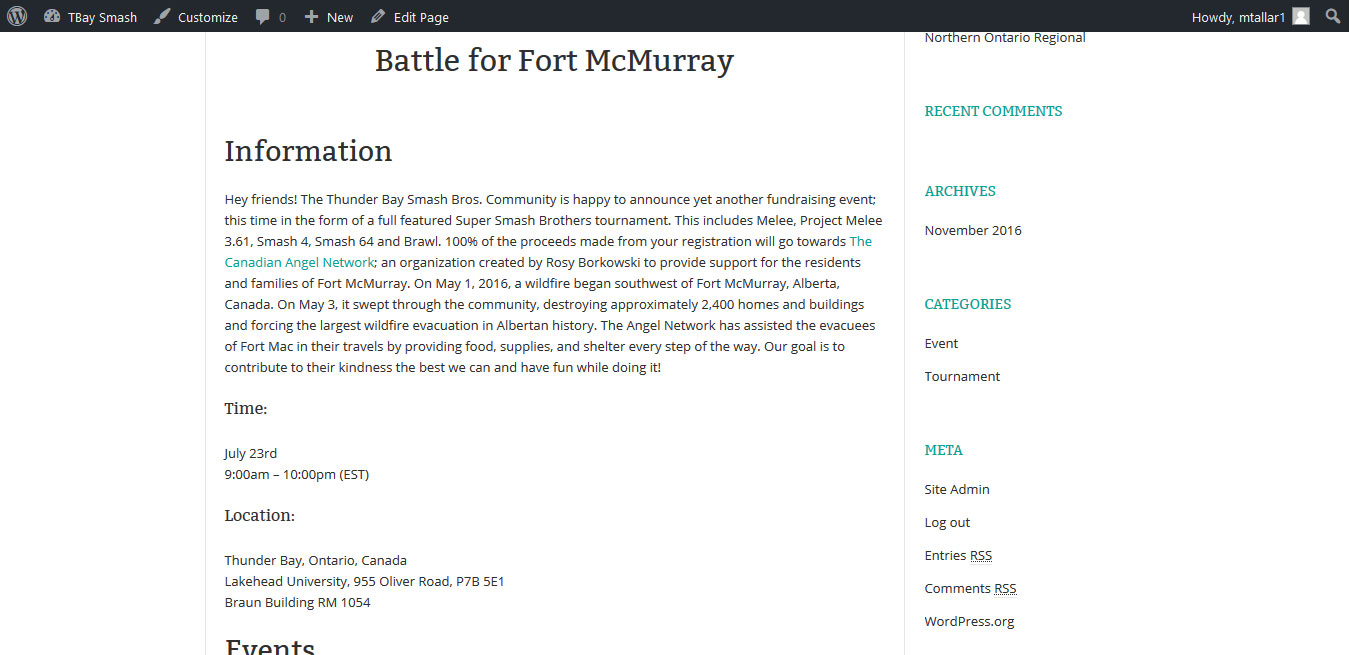 TBay Smash Customize 0 New Edit Page Howdy, mtallar1
Battle for Fort McMurray
Information
Hey friends! The Thunder Bay Smash Bros. Community is happy to announce yet another fundraising event;
this time in the form of a full featured Super Smash Brothers tournament. This includes Melee, Project Melee
3.61, Smash 4, Smash 64 and Brawl. 100% of the proceeds made from your registration will go towards The
Canadian Angel Network; an organization created by Rosy Borkowski to provide support for the residents
and families of Fort McMurray. On May 1, 2016, a wildfire began southwest of Fort McMurray, Alberta,
Canada. On May 3, it swept through the community, destroying approximately 2,400 homes and buildings
and forcing the largest wildfire evacuation in Albertan history. The Angel Network has assisted the evacuees
of Fort Mac in their travels by providing food, supplies, and shelter every step of the way. Our goal is to
contribute to their kindness the best we can and have fun while doing it!
Time:
July 23rd
9:00am – 10:00pm (EST)
Location:
Thunder Bay, Ontario, Canada
Lakehead University, 955 Oliver Road, P7B 5E1
Braun Building RM 1054
Events
Northern Ontario Regional
RECENT COMMENTS
ARCHIVES
November 2016
CATEGORIES
Event
Tournament
META
Site Admin
Log out
Entries RSS
Comments RSS
WordPress.org